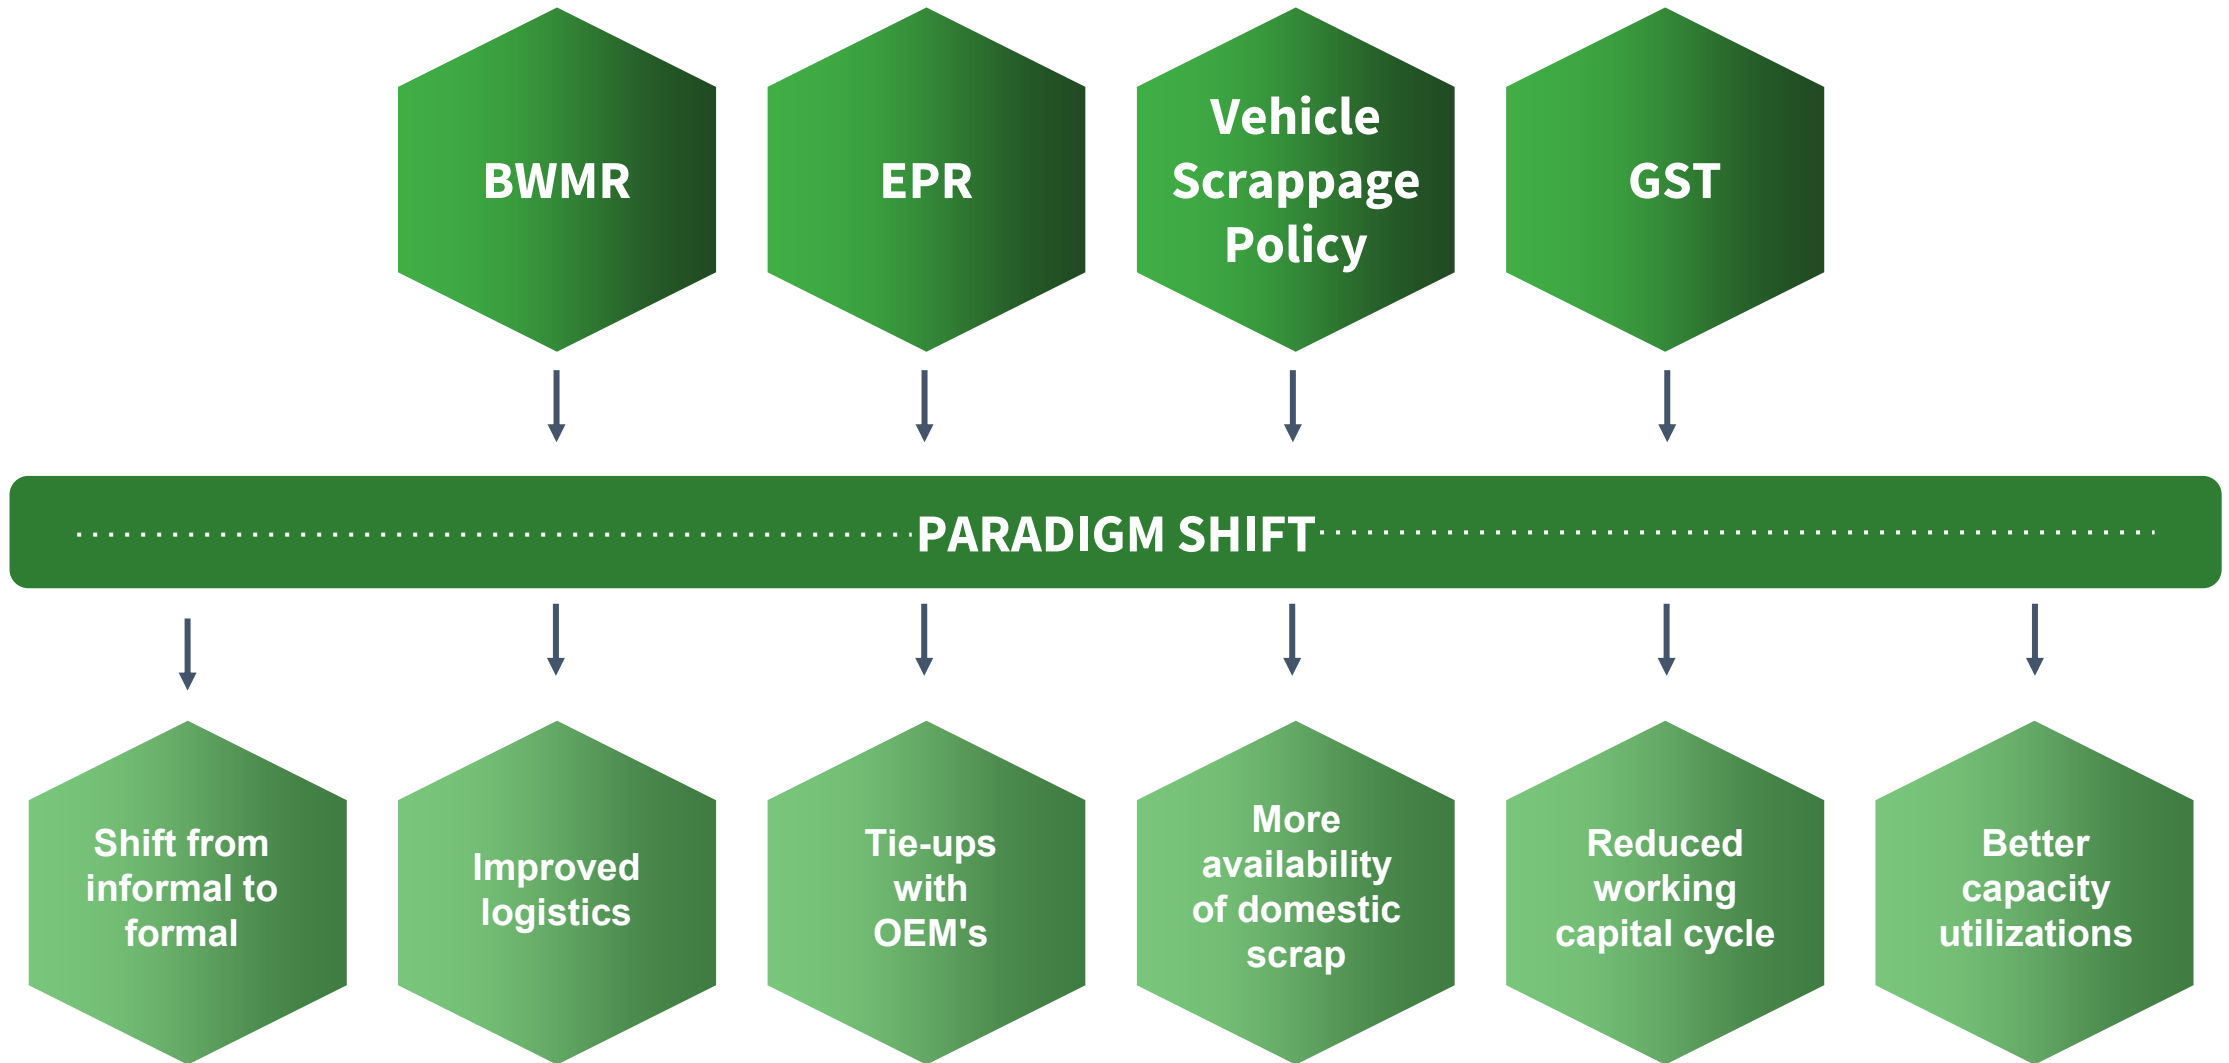 BWMR
EPR
Vehicle
Scrappage
Policy
GST
PARADIGM SHIFT
Shift from
informal to
formal
Improved
logistics
Tie-ups
with
OEM's
More
availability
of domestic
scrap
Reduced
working
capital cycle
Better
capacity
utilizations